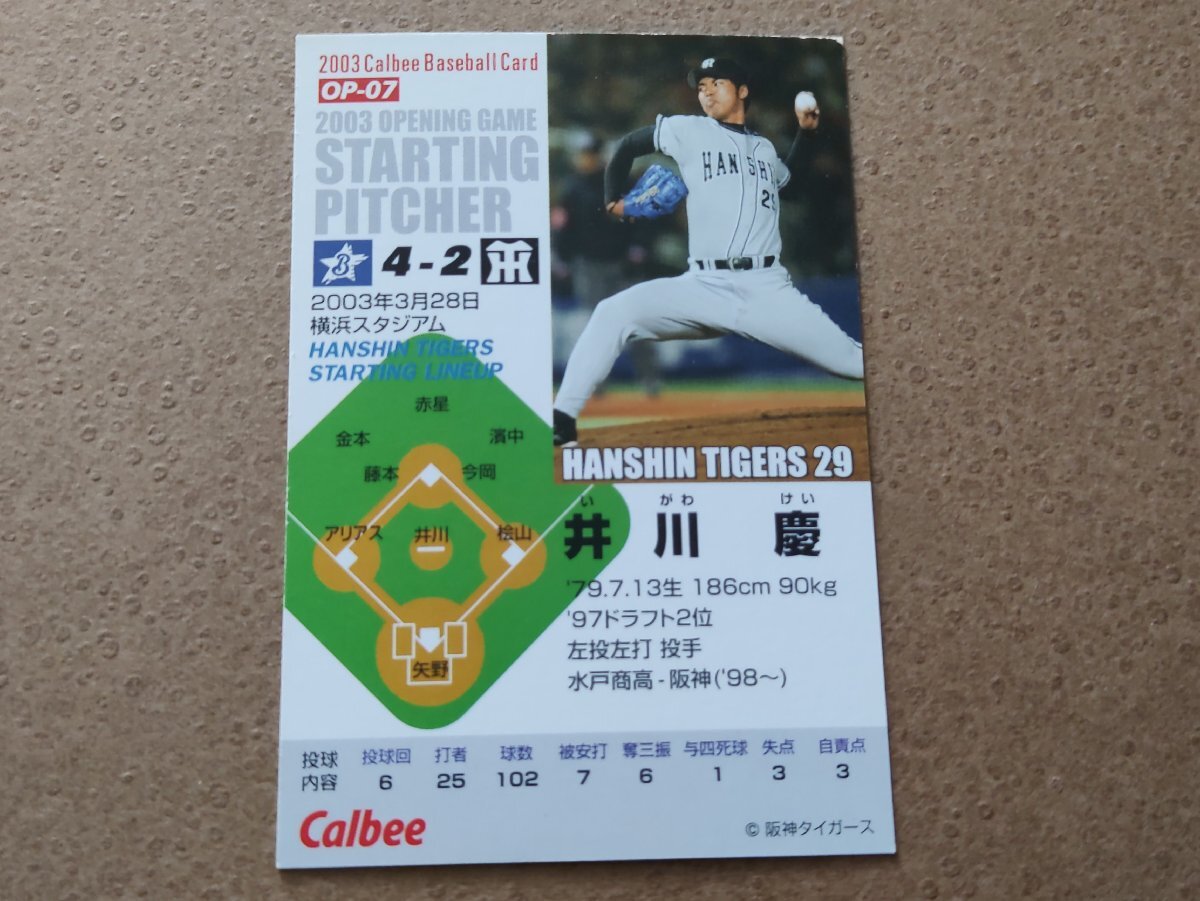 2003 Calbee Baseball Card
OP-07
2003 OPENING GAME
STARTING
PITCHER
B 4-2 TH
2003年3月28日
横浜スタジアム
HANSHIN TIGERS
STARTING LINEUP
赤星
金本 濱中
藤本 今岡
アリアス 井川 桧山
矢野
HANSHIN
29
HANSHIN TIGERS 29
い がわ けい
井川 慶
'79.7.13生 186cm 90kg
'97ドラフト2位
左投左打 投手
水戸商高-阪神('98〜)
投球内容
投球回 打者 球数 被安打 奪三振 与四死球 失点 自責点
6 25 102 7 6 1 3 3
Calbee
© 阪神タイガース